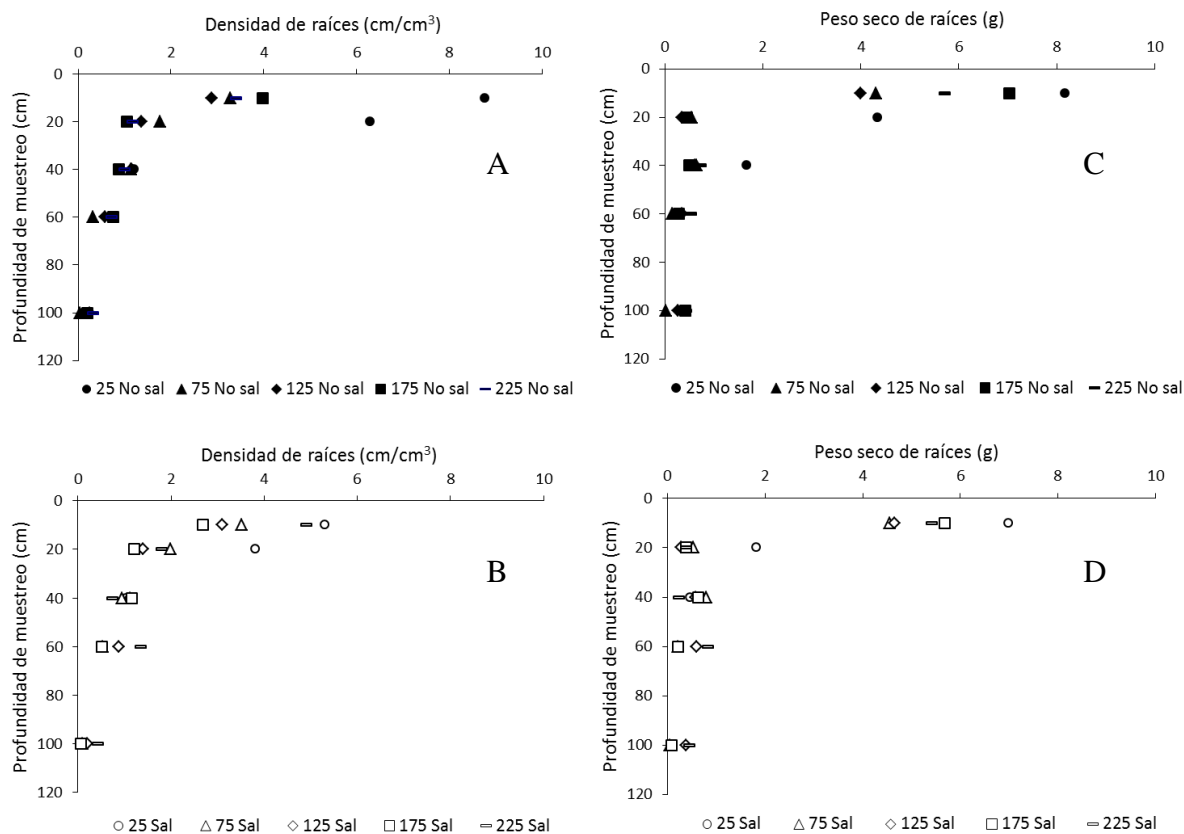 Densidad de raíces (cm/cm³)
0 2 4 6 8 10
Profundidad de muestreo (cm)
0
20
40
60
80
100
120
A
25 No sal 75 No sal 125 No sal 175 No sal 225 No sal
Peso seco de raíces (g)
0 2 4 6 8 10
Profundidad de muestreo (cm)
0
20
40
60
80
100
120
C
25 No sal 75 No sal 125 No sal 175 No sal 225 No sal
Densidad de raíces (cm/cm³)
0 2 4 6 8 10
Profundidad de muestreo (cm)
0
20
40
60
80
100
120
B
25 Sal 75 Sal 125 Sal 175 Sal 225 Sal
Peso seco de raíces (g)
0 2 4 6 8 10
Profundidad de muestreo (cm)
0
20
40
60
80
100
120
D
25 Sal 75 Sal 125 Sal 175 Sal 225 Sal